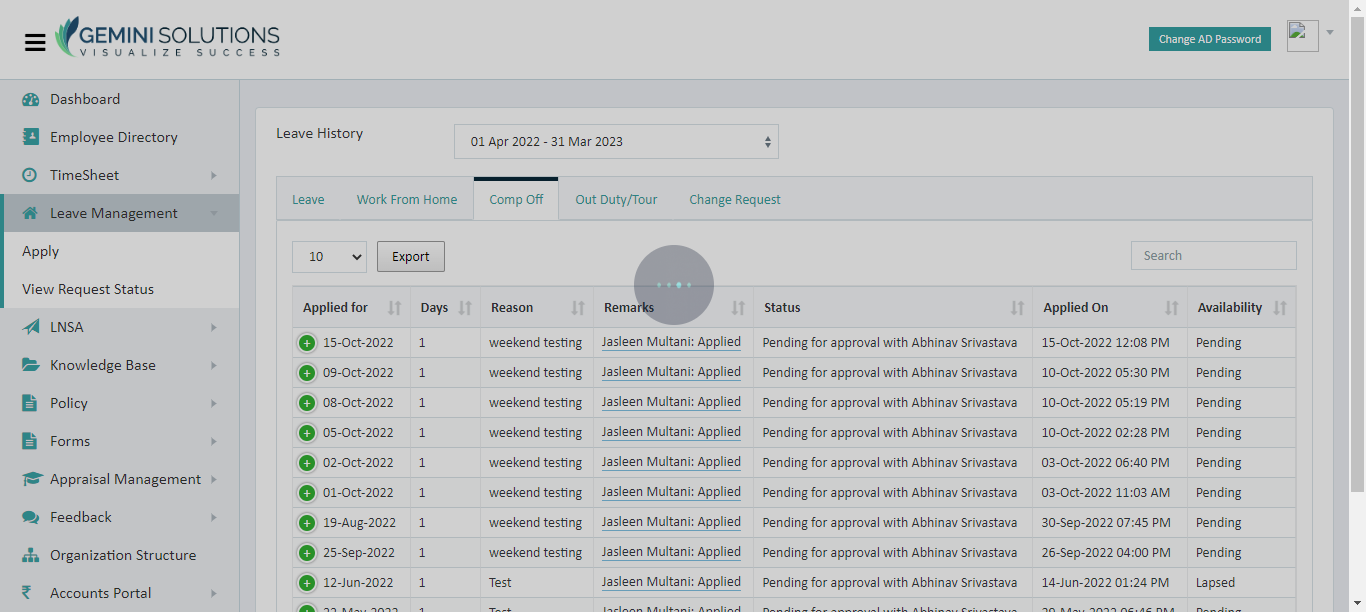 GEMINI SOLUTIONS
VISUALIZE SUCCESS
Change AD Password
Dashboard
Employee Directory
TimeSheet
Leave Management
Apply
View Request Status
LNSA
Knowledge Base
Policy
Forms
Appraisal Management
Feedback
Organization Structure
Accounts Portal
Leave History 01 Apr 2022 - 31 Mar 2023
Leave Work From Home Comp Off Out Duty/Tour Change Request
10 Export Search
Applied for Days Reason Remarks Status Applied On Availability
15-Oct-2022 1 weekend testing Jasleen Multani: Applied Pending for approval with Abhinav Srivastava 15-Oct-2022 12:08 PM Pending
09-Oct-2022 1 weekend testing Jasleen Multani: Applied Pending for approval with Abhinav Srivastava 10-Oct-2022 05:30 PM Pending
08-Oct-2022 1 weekend testing Jasleen Multani: Applied Pending for approval with Abhinav Srivastava 10-Oct-2022 05:19 PM Pending
05-Oct-2022 1 weekend testing Jasleen Multani: Applied Pending for approval with Abhinav Srivastava 10-Oct-2022 02:28 PM Pending
02-Oct-2022 1 weekend testing Jasleen Multani: Applied Pending for approval with Abhinav Srivastava 03-Oct-2022 06:40 PM Pending
01-Oct-2022 1 weekend testing Jasleen Multani: Applied Pending for approval with Abhinav Srivastava 03-Oct-2022 11:03 AM Pending
19-Aug-2022 1 weekend testing Jasleen Multani: Applied Pending for approval with Abhinav Srivastava 30-Sep-2022 07:45 PM Pending
25-Sep-2022 1 weekend testing Jasleen Multani: Applied Pending for approval with Abhinav Srivastava 26-Sep-2022 04:00 PM Pending
12-Jun-2022 1 Test Jasleen Multani: Applied Pending for approval with Abhinav Srivastava 14-Jun-2022 01:24 PM Lapsed
22-May-2022 1 Test Jasleen Multani: Applied Pending for approval with Abhinav Srivastava